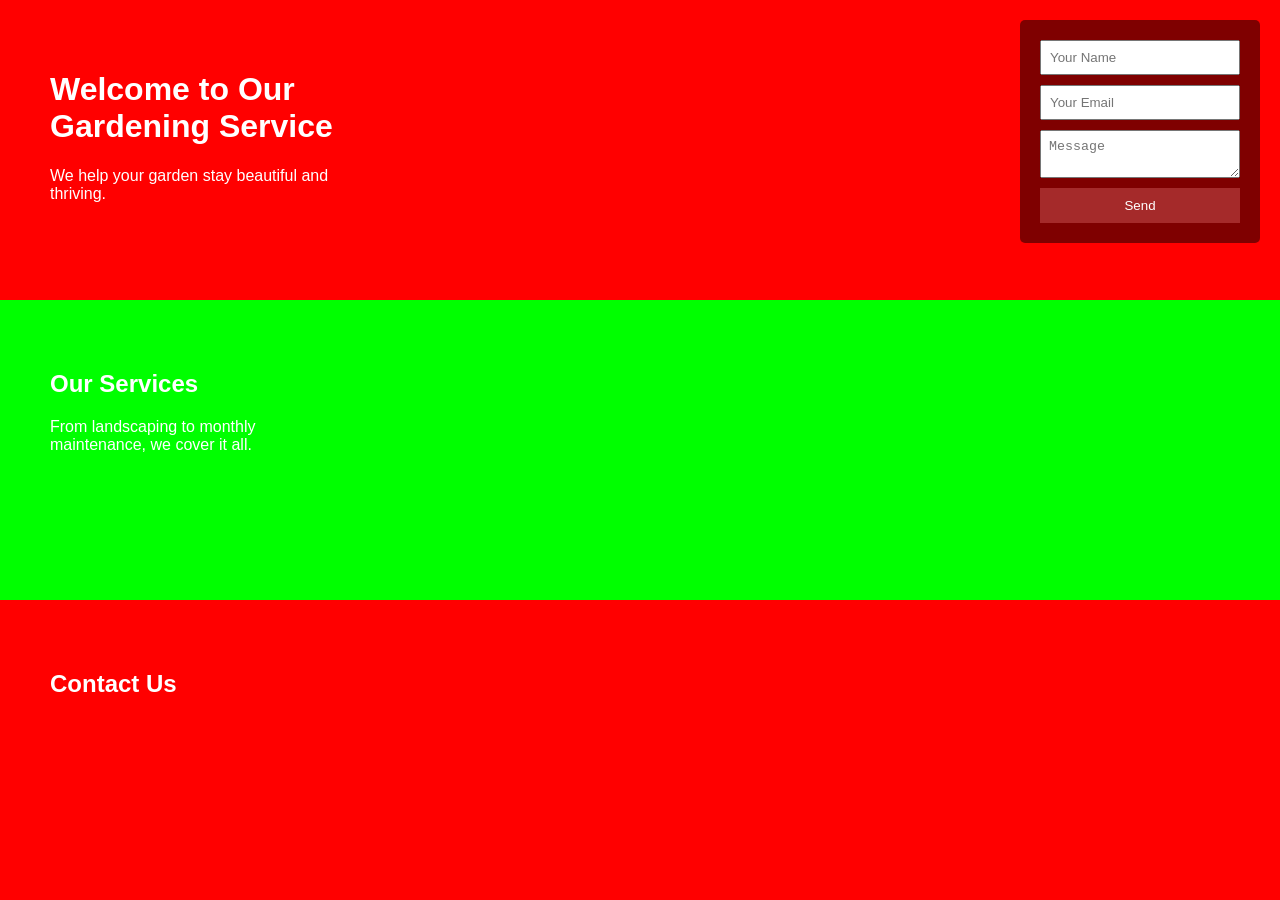 Welcome to Our
Gardening Service
We help your garden stay beautiful and
thriving.
Your Name
Your Email
Message
Send
Our Services
From landscaping to monthly
maintenance, we cover it all.
Contact Us